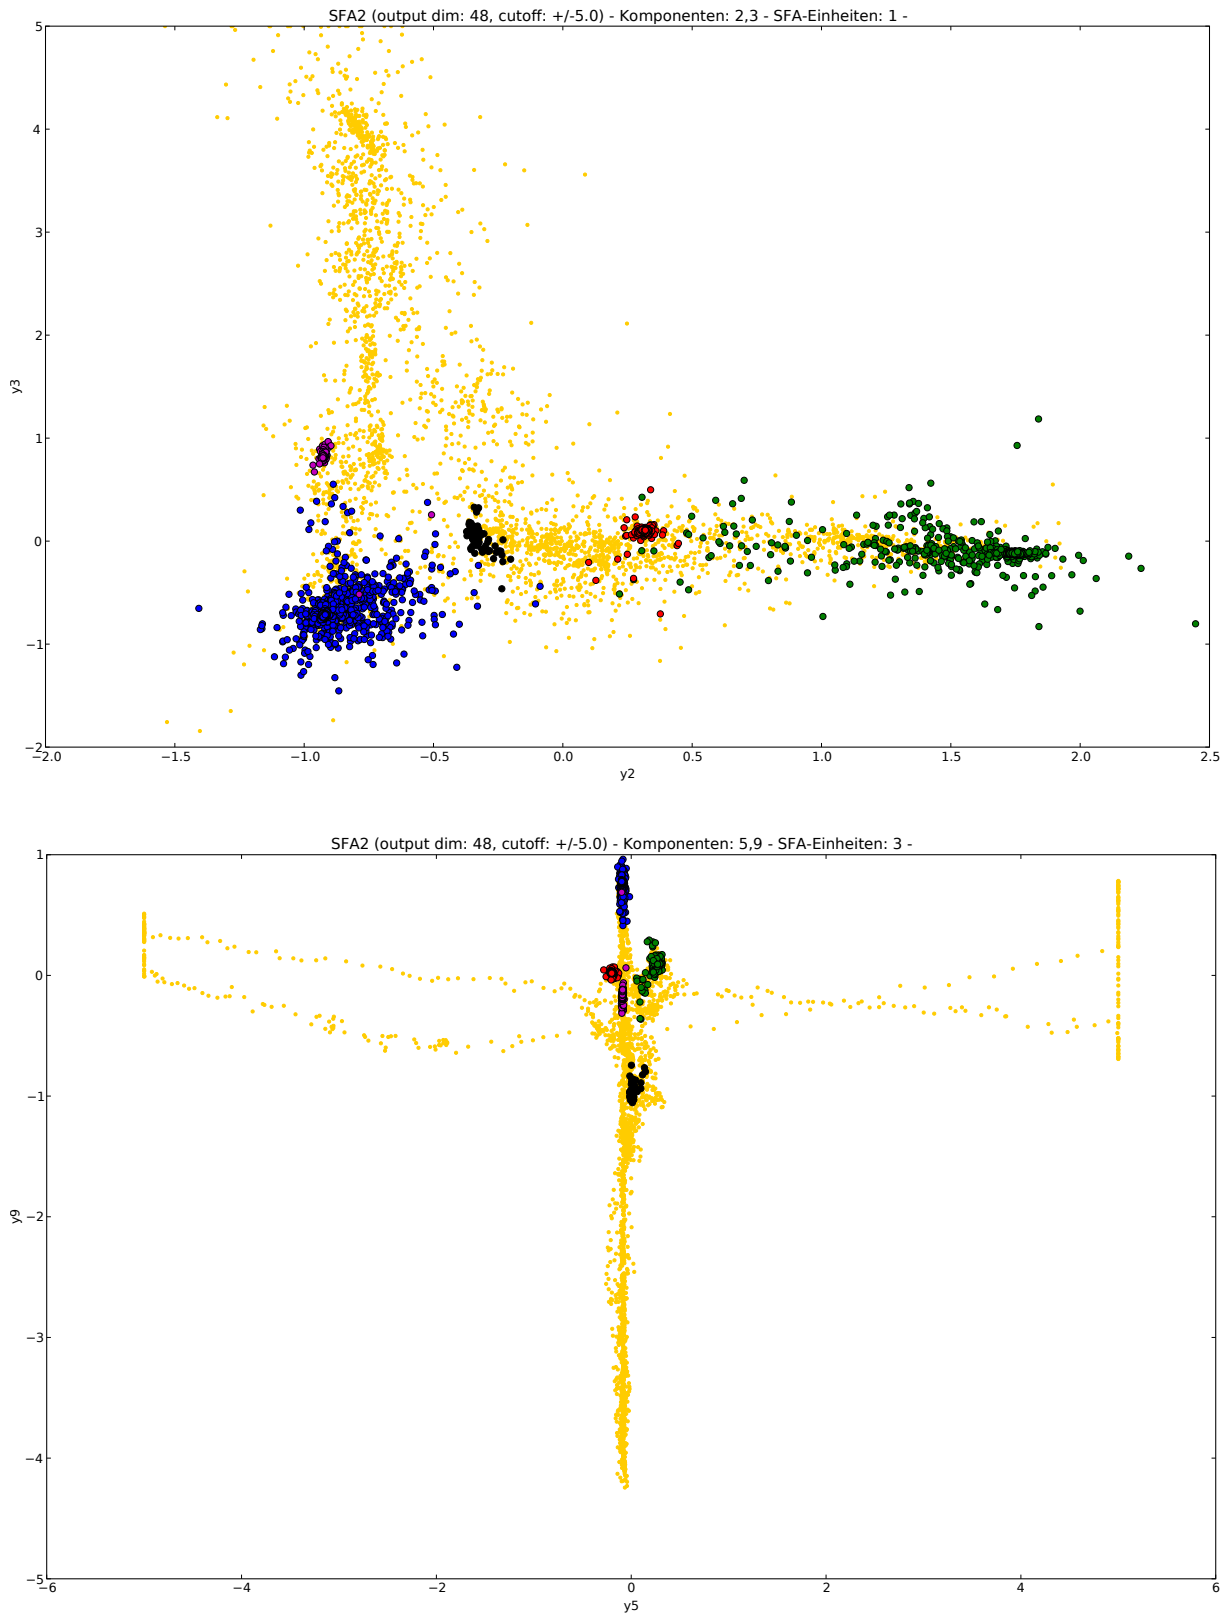 SFA2 (output dim: 48, cutoff: +/-5.0) - Komponenten: 2,3 - SFA-Einheiten: 1 -
5
4
3
2
1
0
−1
−2
y3
−2.0 −1.5 −1.0 −0.5 0.0 0.5 1.0 1.5 2.0 2.5
y2
SFA2 (output dim: 48, cutoff: +/-5.0) - Komponenten: 5,9 - SFA-Einheiten: 3 -
1
0
−1
−2
−3
−4
−5
y9
−6 −4 −2 0 2 4 6
y5